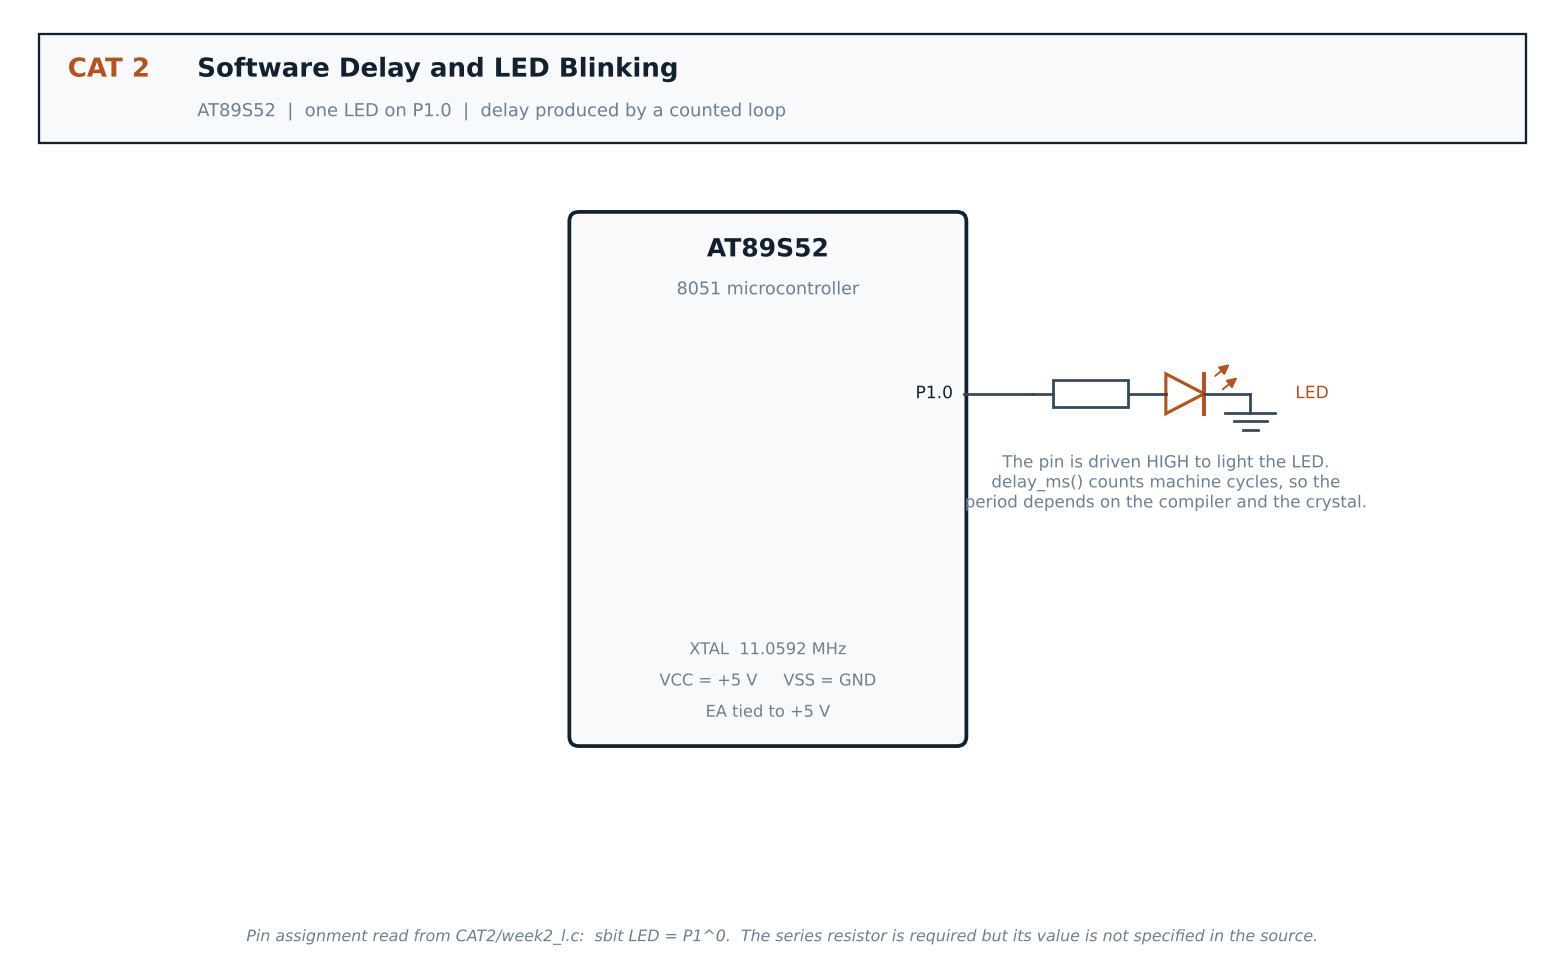 CAT 2 Software Delay and LED Blinking
AT89S52 | one LED on P1.0 | delay produced by a counted loop
AT89S52
8051 microcontroller
P1.0
LED
The pin is driven HIGH to light the LED.
delay_ms() counts machine cycles, so the
period depends on the compiler and the crystal.
XTAL 11.0592 MHz
VCC = +5 V VSS = GND
EA tied to +5 V
Pin assignment read from CAT2/week2_l.c: sbit LED = P1^0. The series resistor is required but its value is not specified in the source.